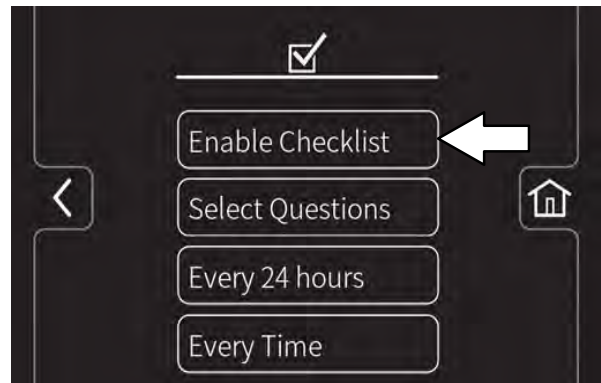 Enable Checklist
Select Questions
Every 24 hours
Every Time